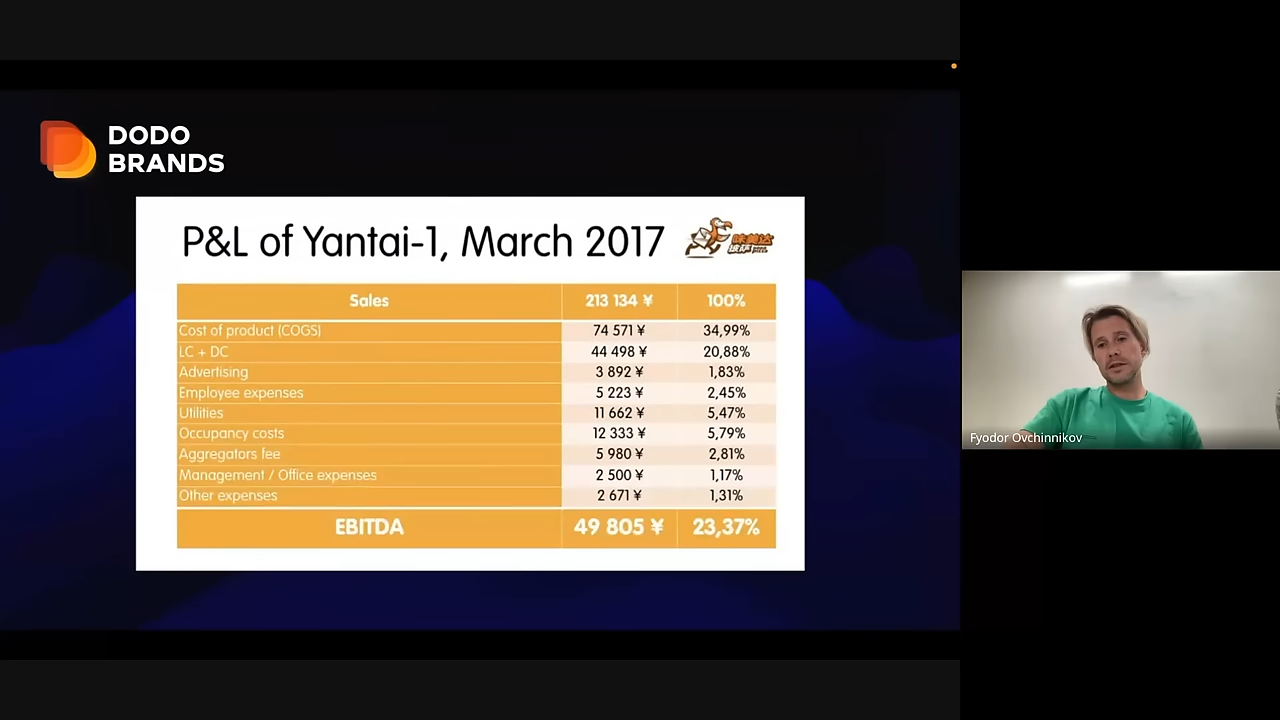 DODO
BRANDS
P&L of Yantai-1, March 2017
Sales 213 134 ¥ 100%
Cost of product (COGS) 74 571 ¥ 34,99%
LC + DC 44 498 ¥ 20,88%
Advertising 3 892 ¥ 1,83%
Employee expenses 5 223 ¥ 2,45%
Utilities 11 662 ¥ 5,47%
Occupancy costs 12 333 ¥ 5,79%
Aggregators fee 5 980 ¥ 2,81%
Management / Office expenses 2 500 ¥ 1,17%
Other expenses 2 671 ¥ 1,31%
EBITDA 49 805 ¥ 23,37%
Fyodor Ovchinnikov